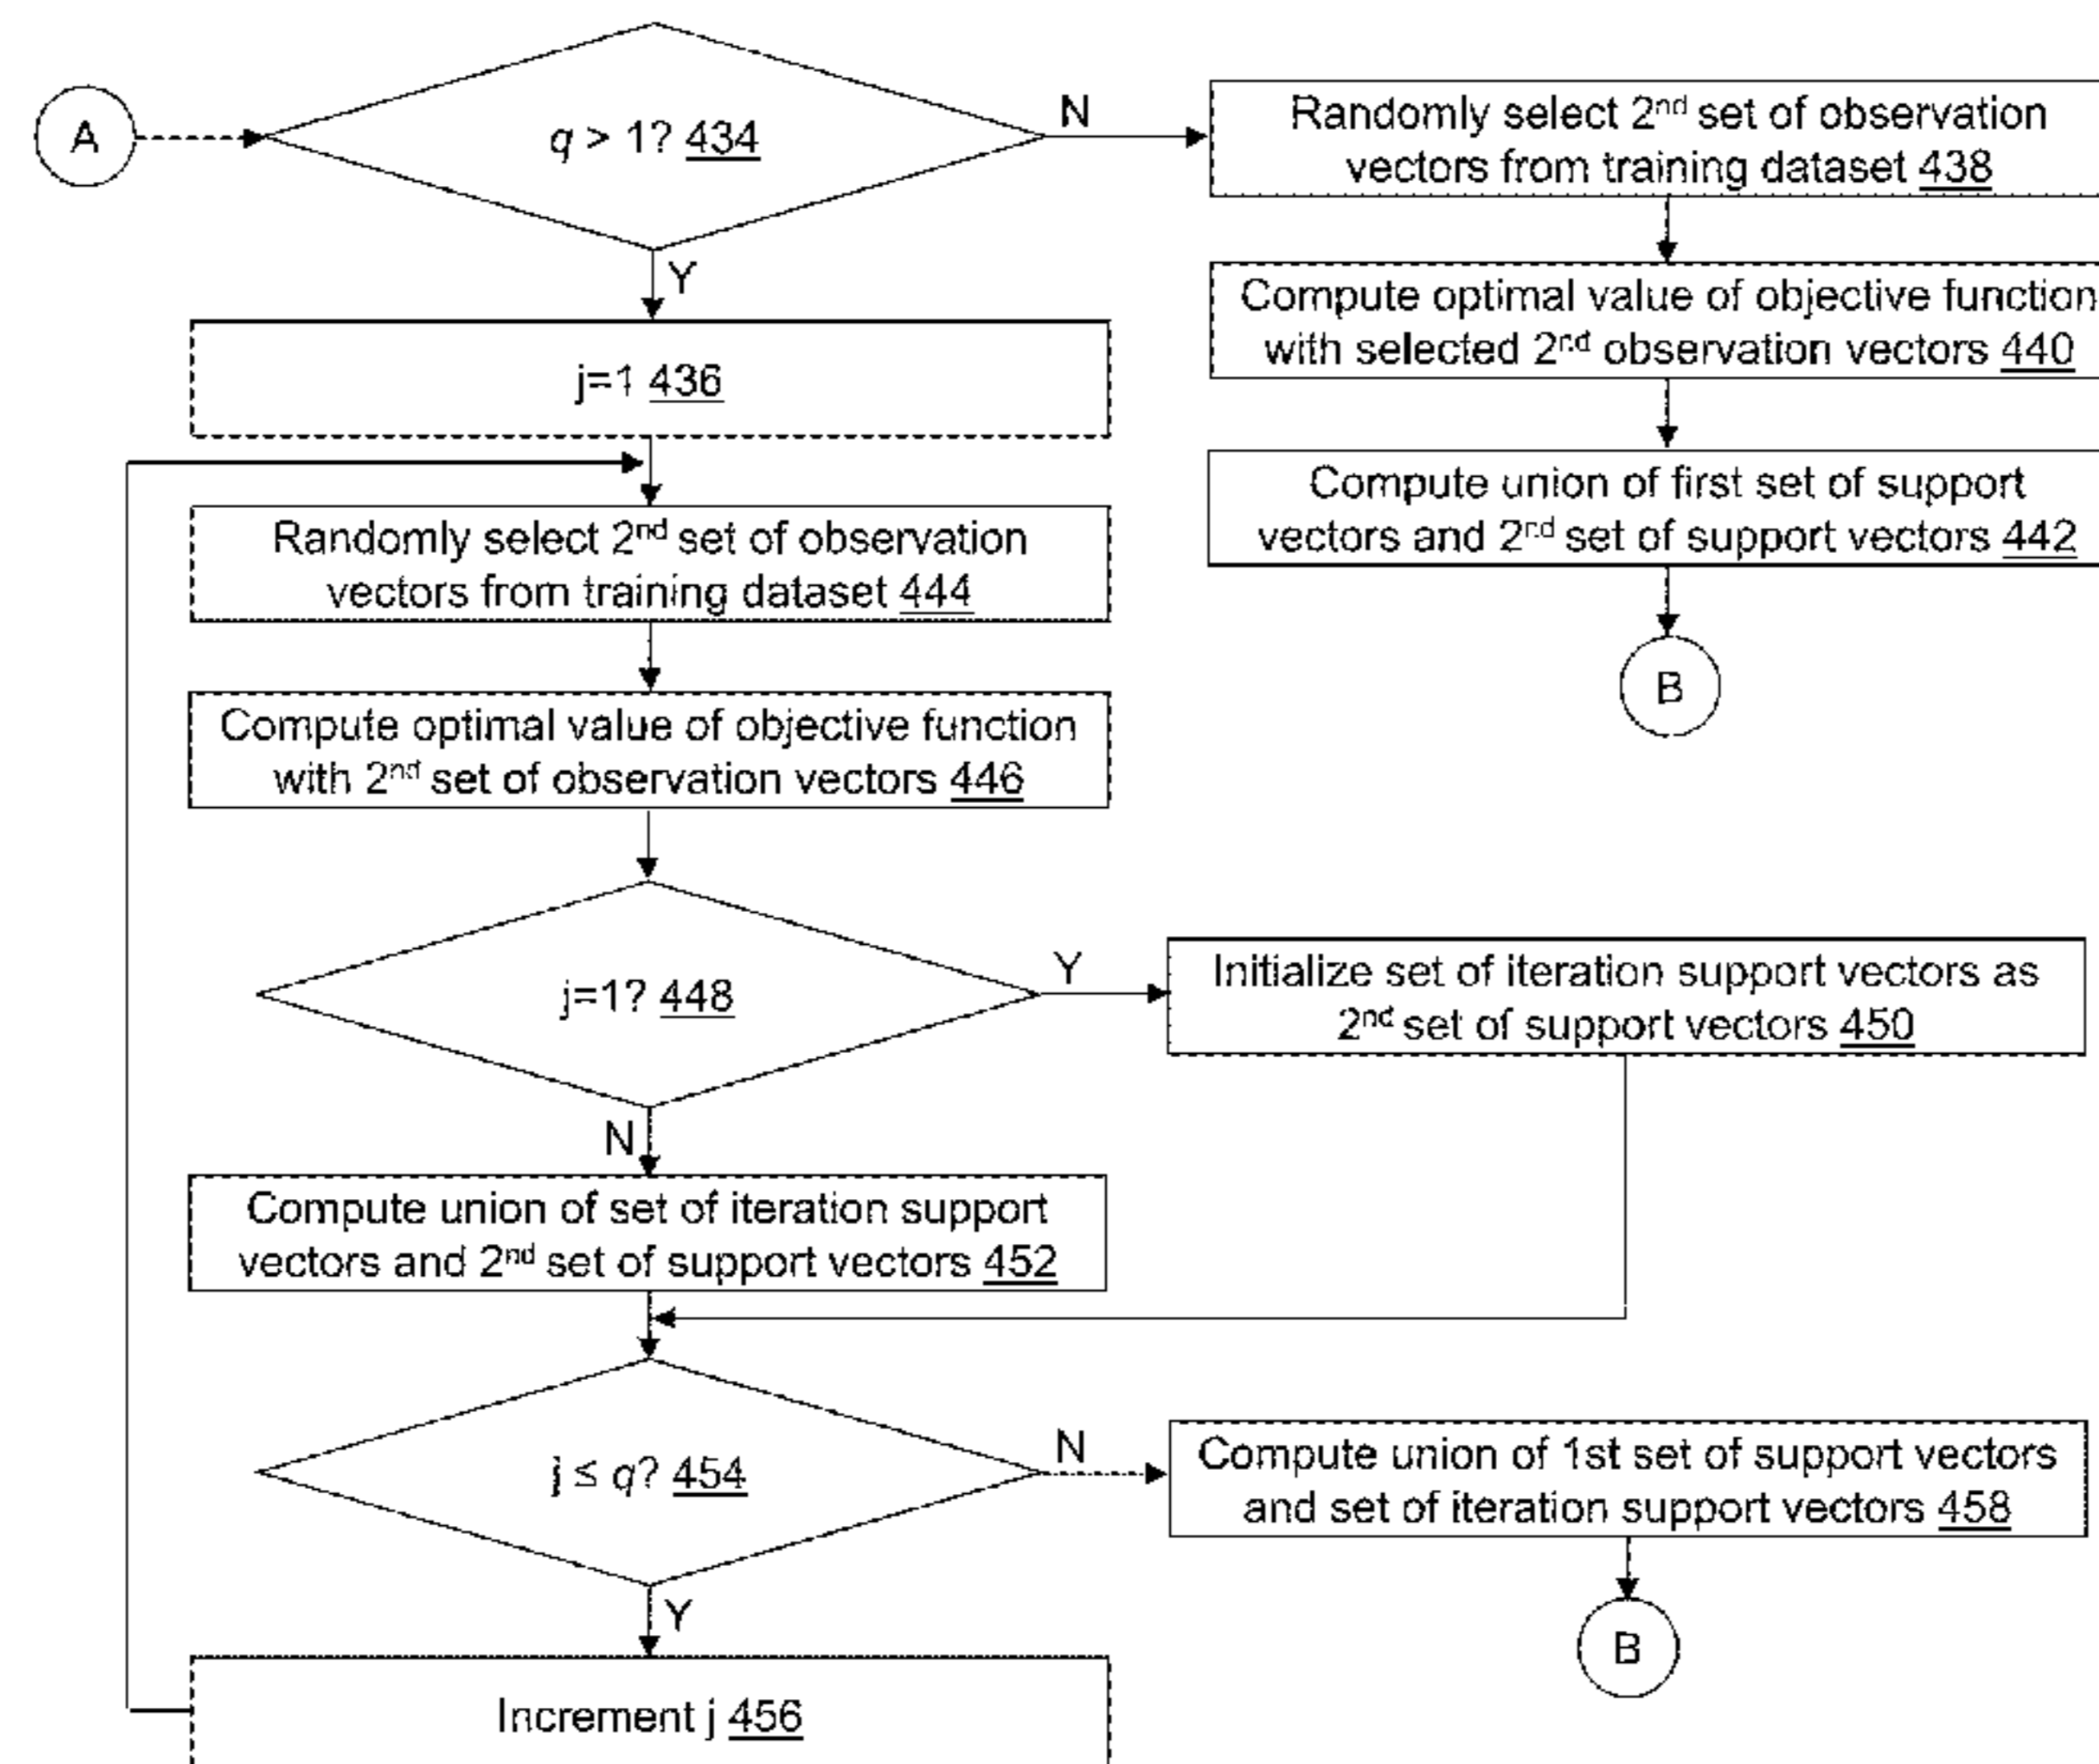 A
q > 1? 434
N
Randomly select 2nd set of observation
vectors from training dataset 438
Y
Compute optimal value of objective function
with selected 2nd observation vectors 440
j=1 436
Compute union of first set of support
vectors and 2nd set of support vectors 442
Randomly select 2nd set of observation
vectors from training dataset 444
B
Compute optimal value of objective function
with 2nd set of observation vectors 446
j=1? 448
Y
Initialize set of iteration support vectors as
2nd set of support vectors 450
N
Compute union of set of iteration support
vectors and 2nd set of support vectors 452
j ≤ q? 454
N
Compute union of 1st set of support vectors
and set of iteration support vectors 458
Y
B
Increment j 456